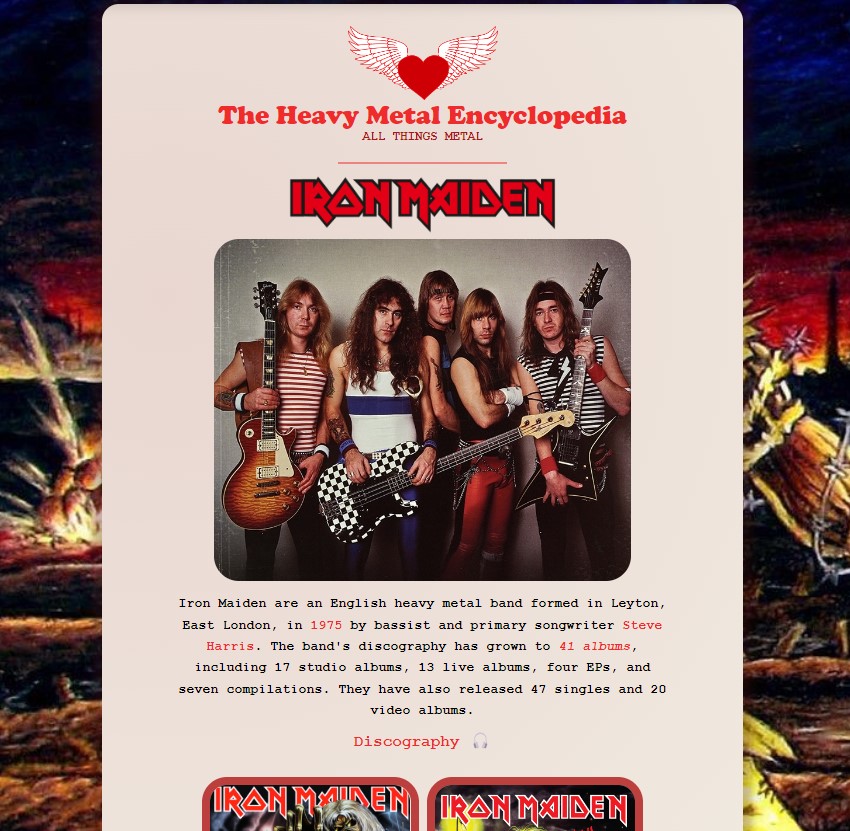 The Heavy Metal Encyclopedia
ALL THINGS METAL
IRON MAIDEN
Iron Maiden are an English heavy metal band formed in Leyton,
East London, in 1975 by bassist and primary songwriter Steve
Harris. The band's discography has grown to 41 albums,
including 17 studio albums, 13 live albums, four EPs, and
seven compilations. They have also released 47 singles and 20
video albums.
Discography 🎧
IRON MAIDEN
IRON MAIDEN